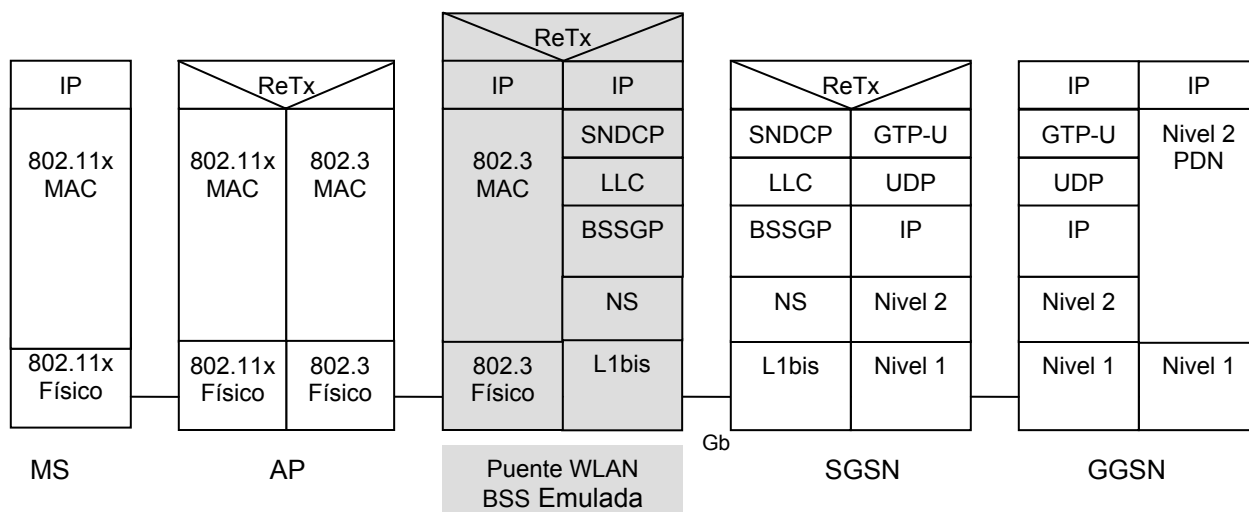 ReTx
IP
ReTx
IP
IP
ReTx
IP
IP
802.11x
MAC
802.11x
MAC
802.3
MAC
802.3
MAC
SNDCP
LLC
BSSGP
NS
SNDCP
LLC
BSSGP
NS
GTP-U
UDP
IP
Nivel 2
GTP-U
UDP
IP
Nivel 2
Nivel 2
PDN
802.11x
Físico
802.11x
Físico
802.3
Físico
802.3
Físico
L1bis
L1bis
Nivel 1
Nivel 1
Nivel 1
Gb
MS
AP
Puente WLAN
BSS Emulada
SGSN
GGSN